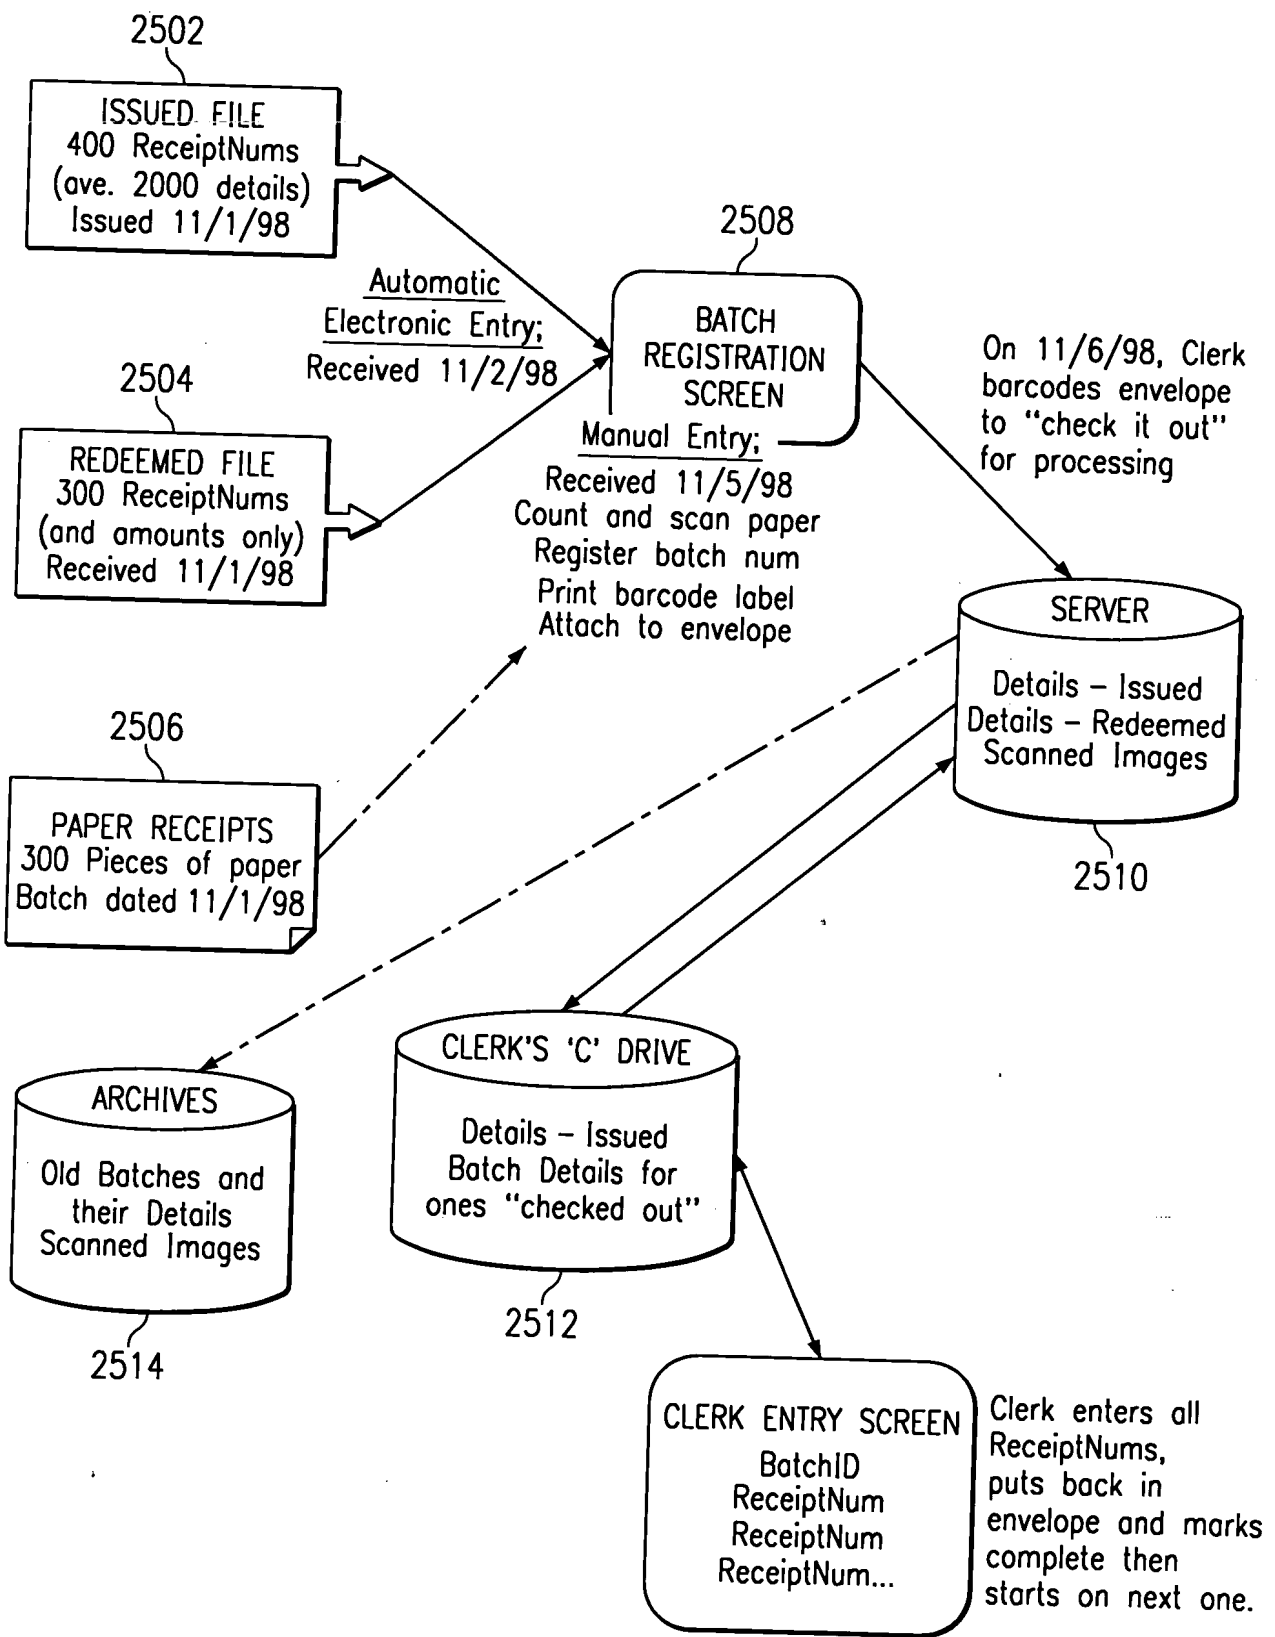 2502
ISSUED FILE
400 ReceiptNums
(ave. 2000 details)
Issued 11/1/98
Automatic
Electronic Entry;
Received 11/2/98
2504
REDEEMED FILE
300 ReceiptNums
(and amounts only)
Received 11/1/98
2506
PAPER RECEIPTS
300 Pieces of paper
Batch dated 11/1/98
2508
BATCH
REGISTRATION
SCREEN
Manual Entry;
Received 11/5/98
Count and scan paper
Register batch num
Print barcode label
Attach to envelope
On 11/6/98, Clerk
barcodes envelope
to “check it out”
for processing
SERVER
Details – Issued
Details – Redeemed
Scanned Images
2510
CLERK'S 'C' DRIVE
Details – Issued
Batch Details for
ones “checked out”
2512
ARCHIVES
Old Batches and
their Details
Scanned Images
2514
CLERK ENTRY SCREEN
BatchID
ReceiptNum
ReceiptNum
ReceiptNum...
Clerk enters all
ReceiptNums,
puts back in
envelope and marks
complete then
starts on next one.